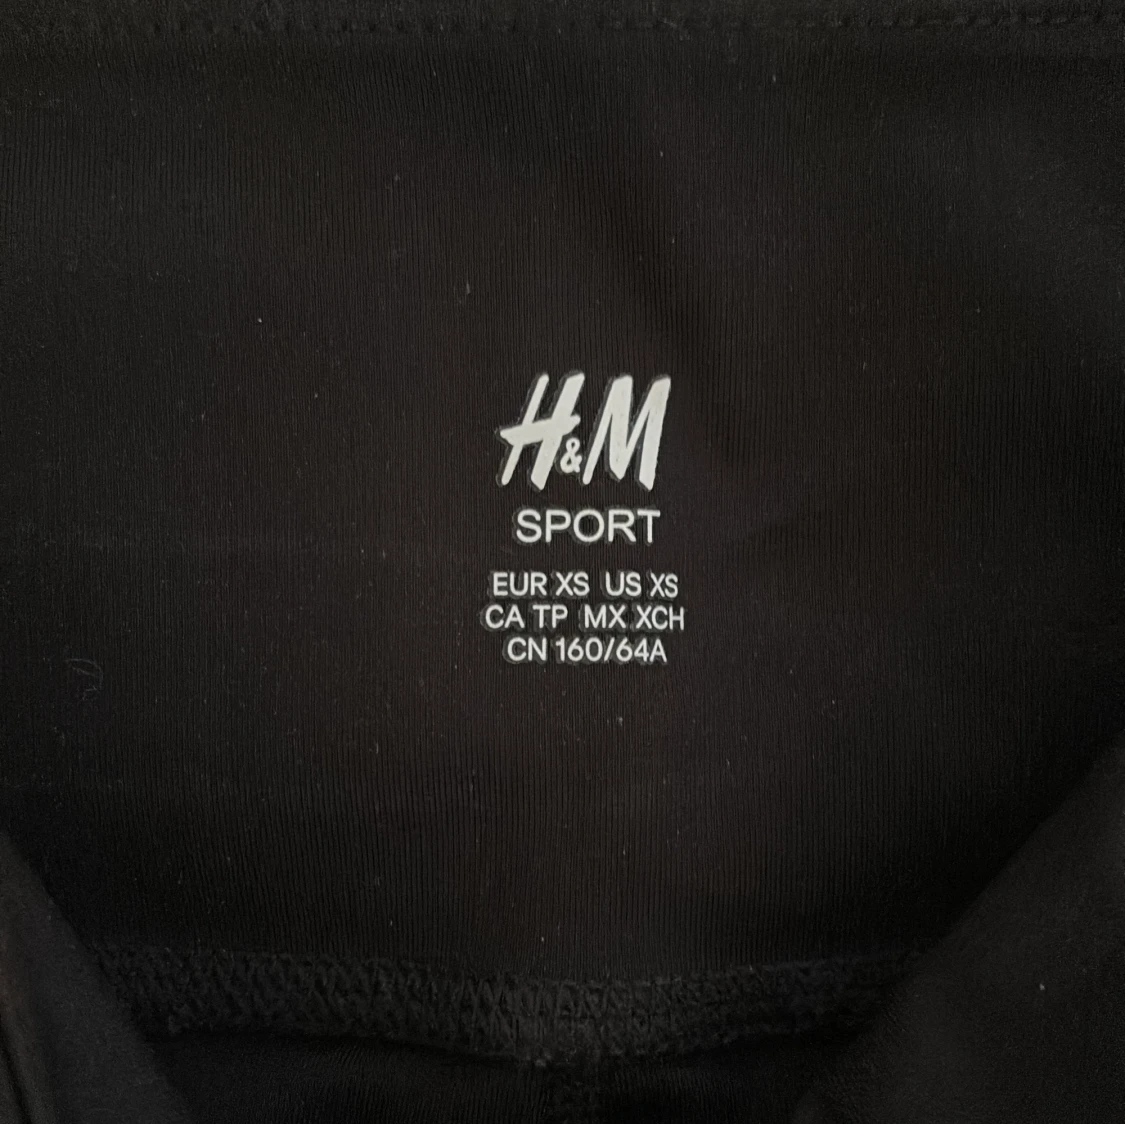 H&M
SPORT
EUR XS US XS
CA TP MX XCH
CN 160/64A